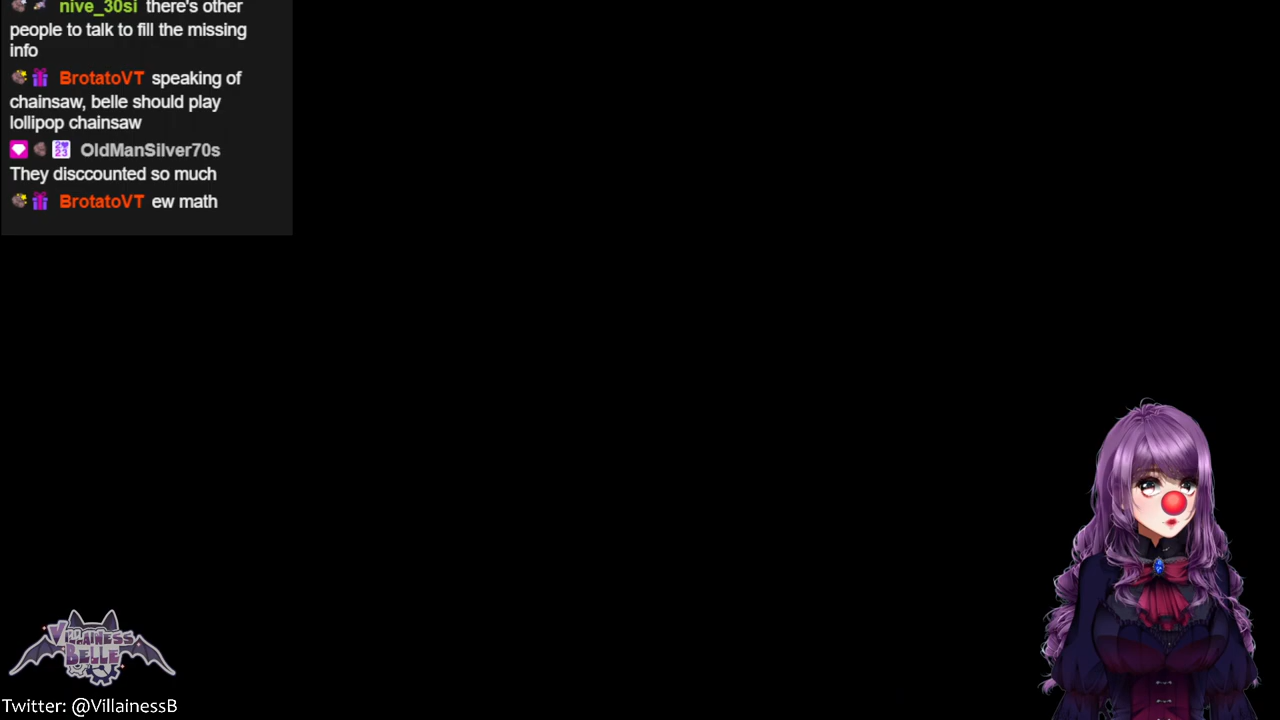 nive_30si there's other
people to talk to fill the missing
info
BrotatoVT speaking of
chainsaw, belle should play
lollipop chainsaw
2023 OldManSilver70s
They disccounted so much
BrotatoVT ew math
VILLAINESS
BELLE
Twitter: @VillainessB